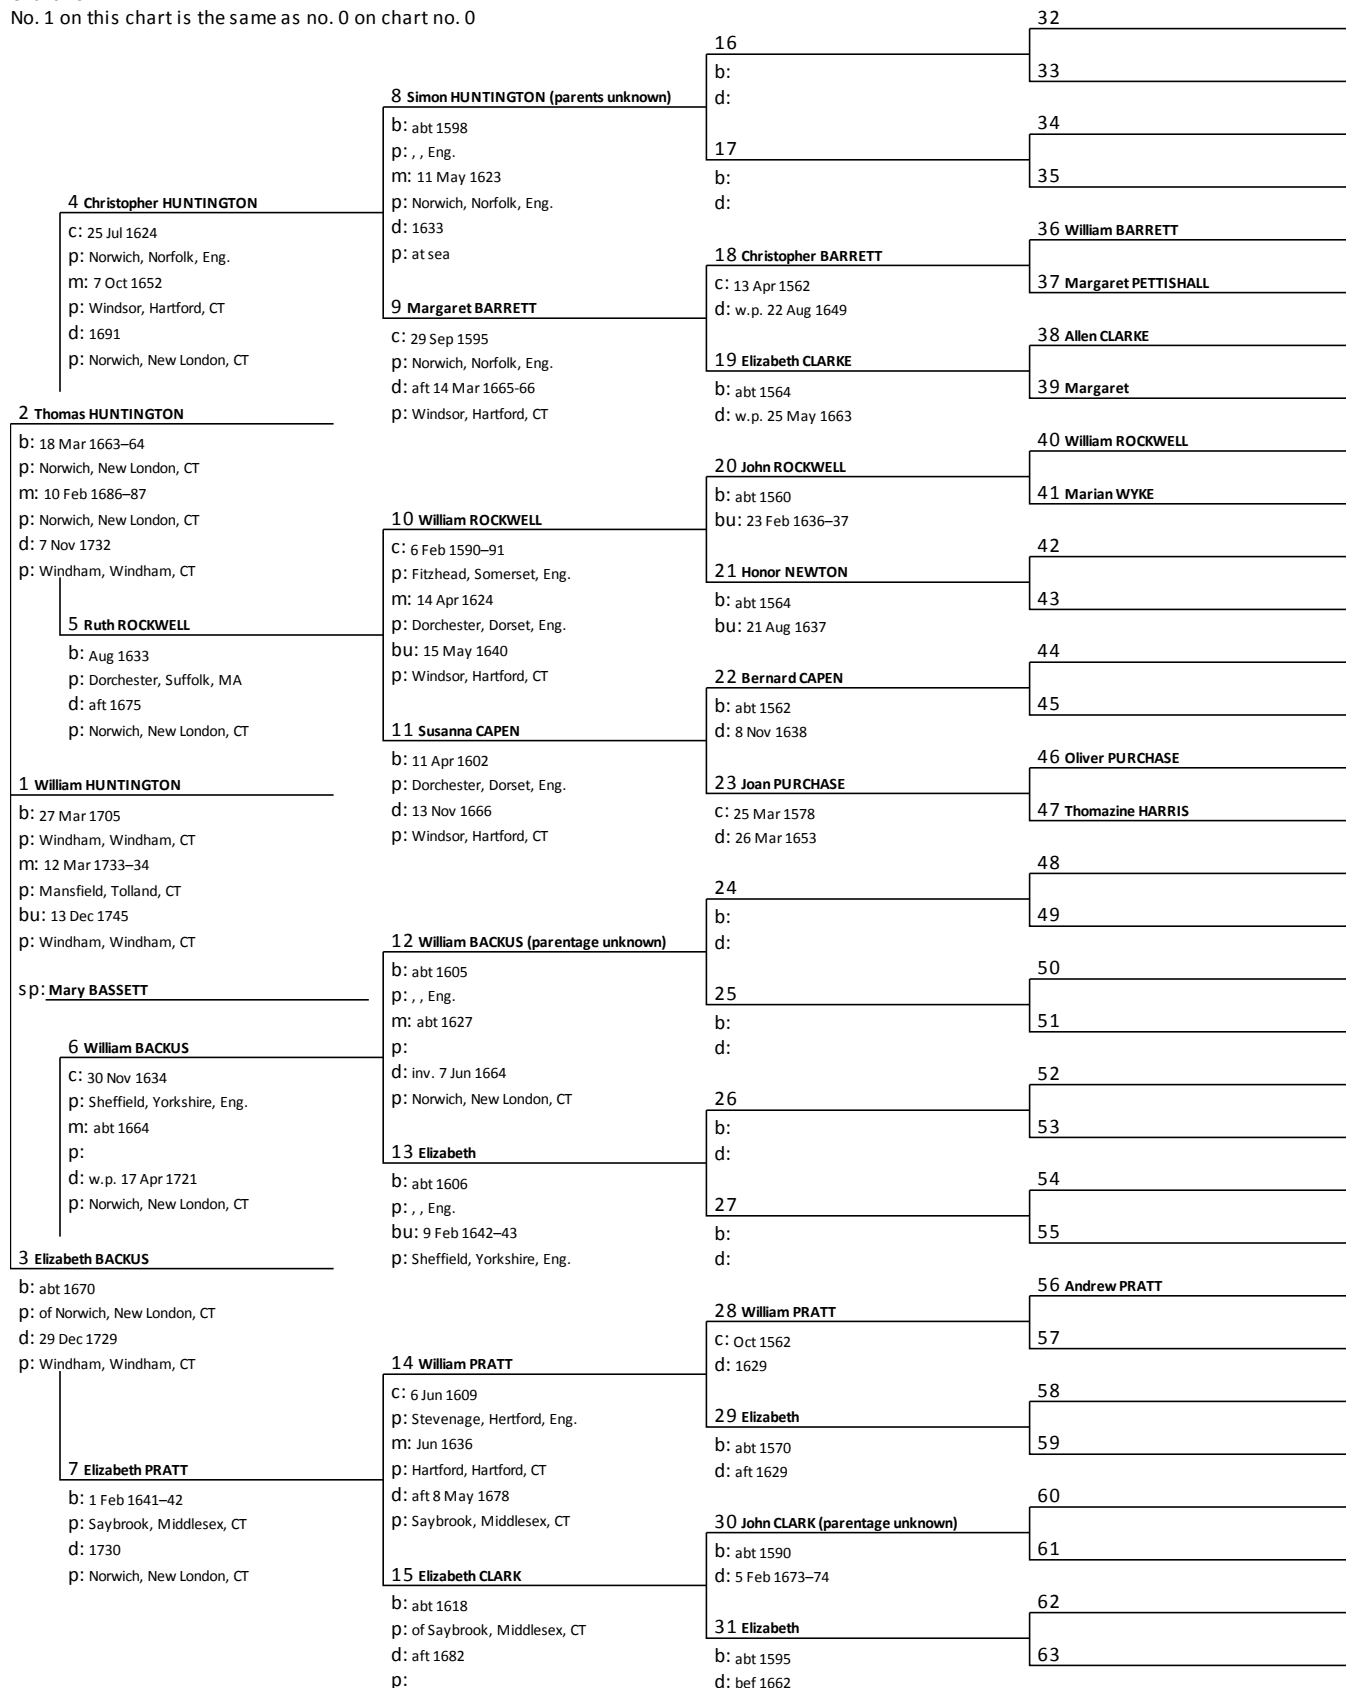 No. 1 on this chart is the same as no. 0 on chart no. 0
1 William HUNTINGTON
b: 27 Mar 1705
p: Windham, Windham, CT
m: 12 Mar 1733–34
p: Mansfield, Tolland, CT
bu: 13 Dec 1745
p: Windham, Windham, CT
sp: Mary BASSETT
2 Thomas HUNTINGTON
b: 18 Mar 1663–64
p: Norwich, New London, CT
m: 10 Feb 1686–87
p: Norwich, New London, CT
d: 7 Nov 1732
p: Windham, Windham, CT
3 Elizabeth BACKUS
b: abt 1670
p: of Norwich, New London, CT
d: 29 Dec 1729
p: Windham, Windham, CT
4 Christopher HUNTINGTON
c: 25 Jul 1624
p: Norwich, Norfolk, Eng.
m: 7 Oct 1652
p: Windsor, Hartford, CT
d: 1691
p: Norwich, New London, CT
5 Ruth ROCKWELL
b: Aug 1633
p: Dorchester, Suffolk, MA
d: aft 1675
p: Norwich, New London, CT
6 William BACKUS
c: 30 Nov 1634
p: Sheffield, Yorkshire, Eng.
m: abt 1664
p:
d: w.p. 17 Apr 1721
p: Norwich, New London, CT
7 Elizabeth PRATT
b: 1 Feb 1641–42
p: Saybrook, Middlesex, CT
d: 1730
p: Norwich, New London, CT
8 Simon HUNTINGTON (parents unknown)
b: abt 1598
p: , , Eng.
m: 11 May 1623
p: Norwich, Norfolk, Eng.
d: 1633
p: at sea
9 Margaret BARRETT
c: 29 Sep 1595
p: Norwich, Norfolk, Eng.
d: aft 14 Mar 1665-66
p: Windsor, Hartford, CT
10 William ROCKWELL
c: 6 Feb 1590–91
p: Fitzhead, Somerset, Eng.
m: 14 Apr 1624
p: Dorchester, Dorset, Eng.
bu: 15 May 1640
p: Windsor, Hartford, CT
11 Susanna CAPEN
b: 11 Apr 1602
p: Dorchester, Dorset, Eng.
d: 13 Nov 1666
p: Windsor, Hartford, CT
12 William BACKUS (parentage unknown)
b: abt 1605
p: , , Eng.
m: abt 1627
p:
d: inv. 7 Jun 1664
p: Norwich, New London, CT
13 Elizabeth
b: abt 1606
p: , , Eng.
bu: 9 Feb 1642–43
p: Sheffield, Yorkshire, Eng.
14 William PRATT
c: 6 Jun 1609
p: Stevenage, Hertford, Eng.
m: Jun 1636
p: Hartford, Hartford, CT
d: aft 8 May 1678
p: Saybrook, Middlesex, CT
15 Elizabeth CLARK
b: abt 1618
p: of Saybrook, Middlesex, CT
d: aft 1682
p:
16
b:
d:
17
b:
d:
18 Christopher BARRETT
c: 13 Apr 1562
d: w.p. 22 Aug 1649
19 Elizabeth CLARKE
b: abt 1564
d: w.p. 25 May 1663
20 John ROCKWELL
b: abt 1560
bu: 23 Feb 1636–37
21 Honor NEWTON
b: abt 1564
bu: 21 Aug 1637
22 Bernard CAPEN
b: abt 1562
d: 8 Nov 1638
23 Joan PURCHASE
c: 25 Mar 1578
d: 26 Mar 1653
24
b:
d:
25
b:
d:
26
b:
d:
27
b:
d:
28 William PRATT
c: Oct 1562
d: 1629
29 Elizabeth
b: abt 1570
d: aft 1629
30 John CLARK (parentage unknown)
b: abt 1590
d: 5 Feb 1673–74
31 Elizabeth
b: abt 1595
d: bef 1662
32
33
34
35
36 William BARRETT
37 Margaret PETTISHALL
38 Allen CLARKE
39 Margaret
40 William ROCKWELL
41 Marian WYKE
42
43
44
45
46 Oliver PURCHASE
47 Thomazine HARRIS
48
49
50
51
52
53
54
55
56 Andrew PRATT
57
58
59
60
61
62
63